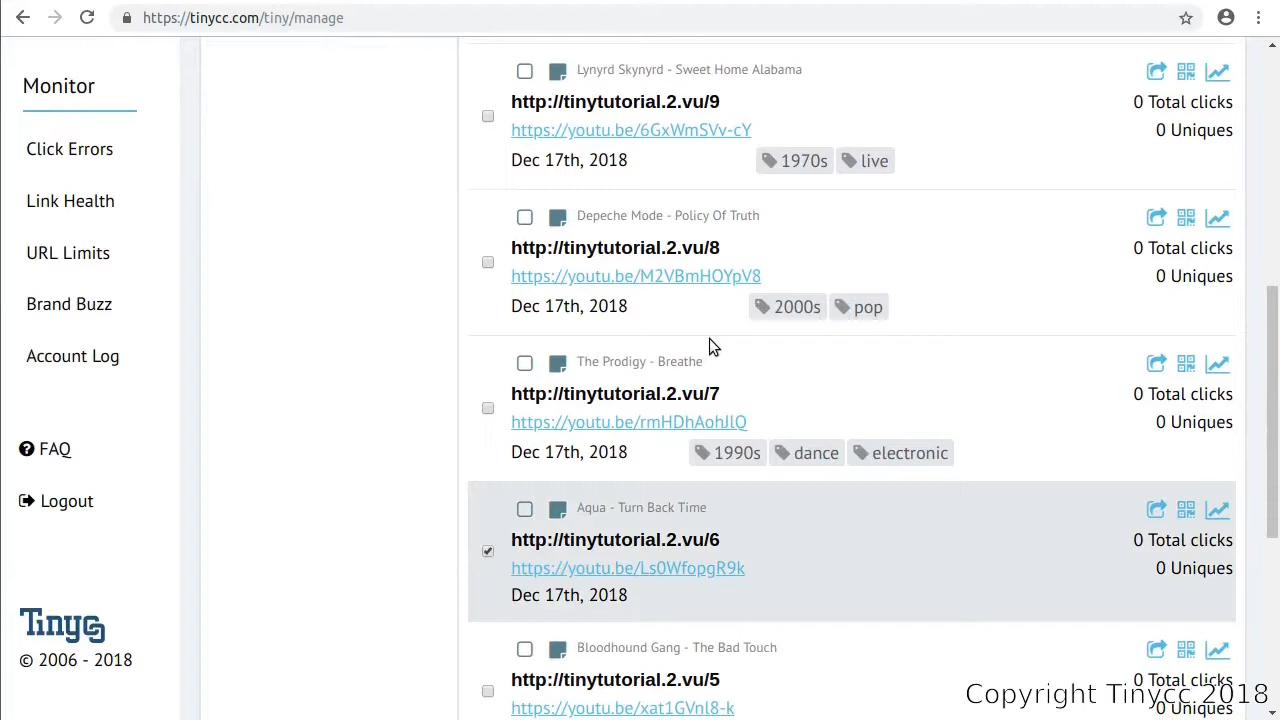 https://tinycc.com/tiny/manage
Monitor
Click Errors
Link Health
URL Limits
Brand Buzz
Account Log
FAQ
Logout
Tinycc
© 2006 - 2018
Lynyrd Skynyrd - Sweet Home Alabama
http://tinytutorial.2.vu/9
0 Total clicks
https://youtu.be/6GxWmSVv-cY
0 Uniques
Dec 17th, 2018
1970s live
Depeche Mode - Policy Of Truth
http://tinytutorial.2.vu/8
0 Total clicks
https://youtu.be/M2VBmHOYpV8
0 Uniques
Dec 17th, 2018
2000s pop
The Prodigy - Breathe
http://tinytutorial.2.vu/7
0 Total clicks
https://youtu.be/rmHDhAohJlQ
0 Uniques
Dec 17th, 2018
1990s dance electronic
Aqua - Turn Back Time
http://tinytutorial.2.vu/6
0 Total clicks
https://youtu.be/Ls0WfopgR9k
0 Uniques
Dec 17th, 2018
Bloodhound Gang - The Bad Touch
http://tinytutorial.2.vu/5
0 Total clicks
https://youtu.be/xat1GVnl8-k
0 Uniques
Copyright Tinycc 2018